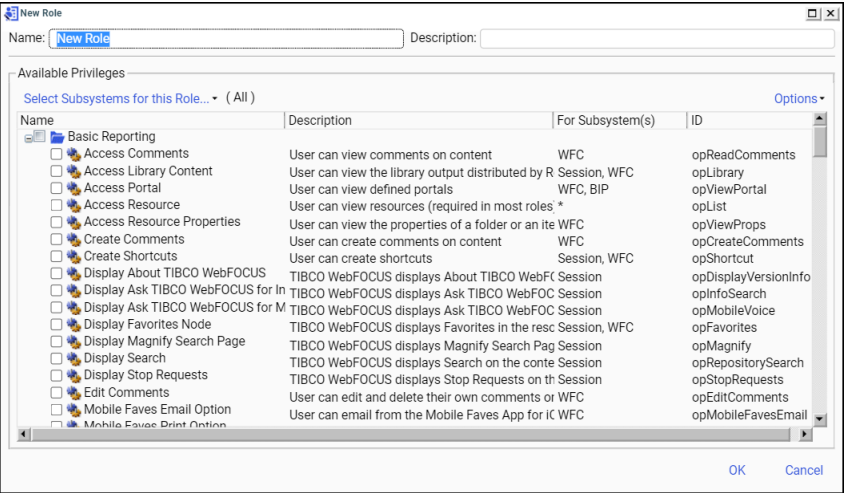 New Role
Name: New Role Description:
Available Privileges
Select Subsystems for this Role... ( All ) Options
Name Description For Subsystem(s) ID
Basic Reporting
Access Comments User can view comments on content WFC opReadComments
Access Library Content User can view the library output distributed by R Session, WFC opLibrary
Access Portal User can view defined portals WFC, BIP opViewPortal
Access Resource User can view resources (required in most roles) * opList
Access Resource Properties User can view the properties of a folder or an ite WFC opViewProps
Create Comments User can create comments on content WFC opCreateComments
Create Shortcuts User can create shortcuts Session, WFC opShortcut
Display About TIBCO WebFOCUS TIBCO WebFOCUS displays About TIBCO WebF( Session opDisplayVersionInfo
Display Ask TIBCO WebFOCUS for In TIBCO WebFOCUS displays Ask TIBCO WebFOC Session opInfoSearch
Display Ask TIBCO WebFOCUS for M TIBCO WebFOCUS displays Ask TIBCO WebFOC Session opMobileVoice
Display Favorites Node TIBCO WebFOCUS displays Favorites in the resc Session, WFC opFavorites
Display Magnify Search Page TIBCO WebFOCUS displays Magnify Search Pag Session opMagnify
Display Search TIBCO WebFOCUS displays Search on the conte Session opRepositorySearch
Display Stop Requests TIBCO WebFOCUS displays Stop Requests on th Session opStopRequests
Edit Comments User can edit and delete their own comments or WFC opEditComments
Mobile Faves Email Option User can email from the Mobile Faves App for i( WFC opMobileFavesEmail
Mobile Faves Print Option
OK Cancel